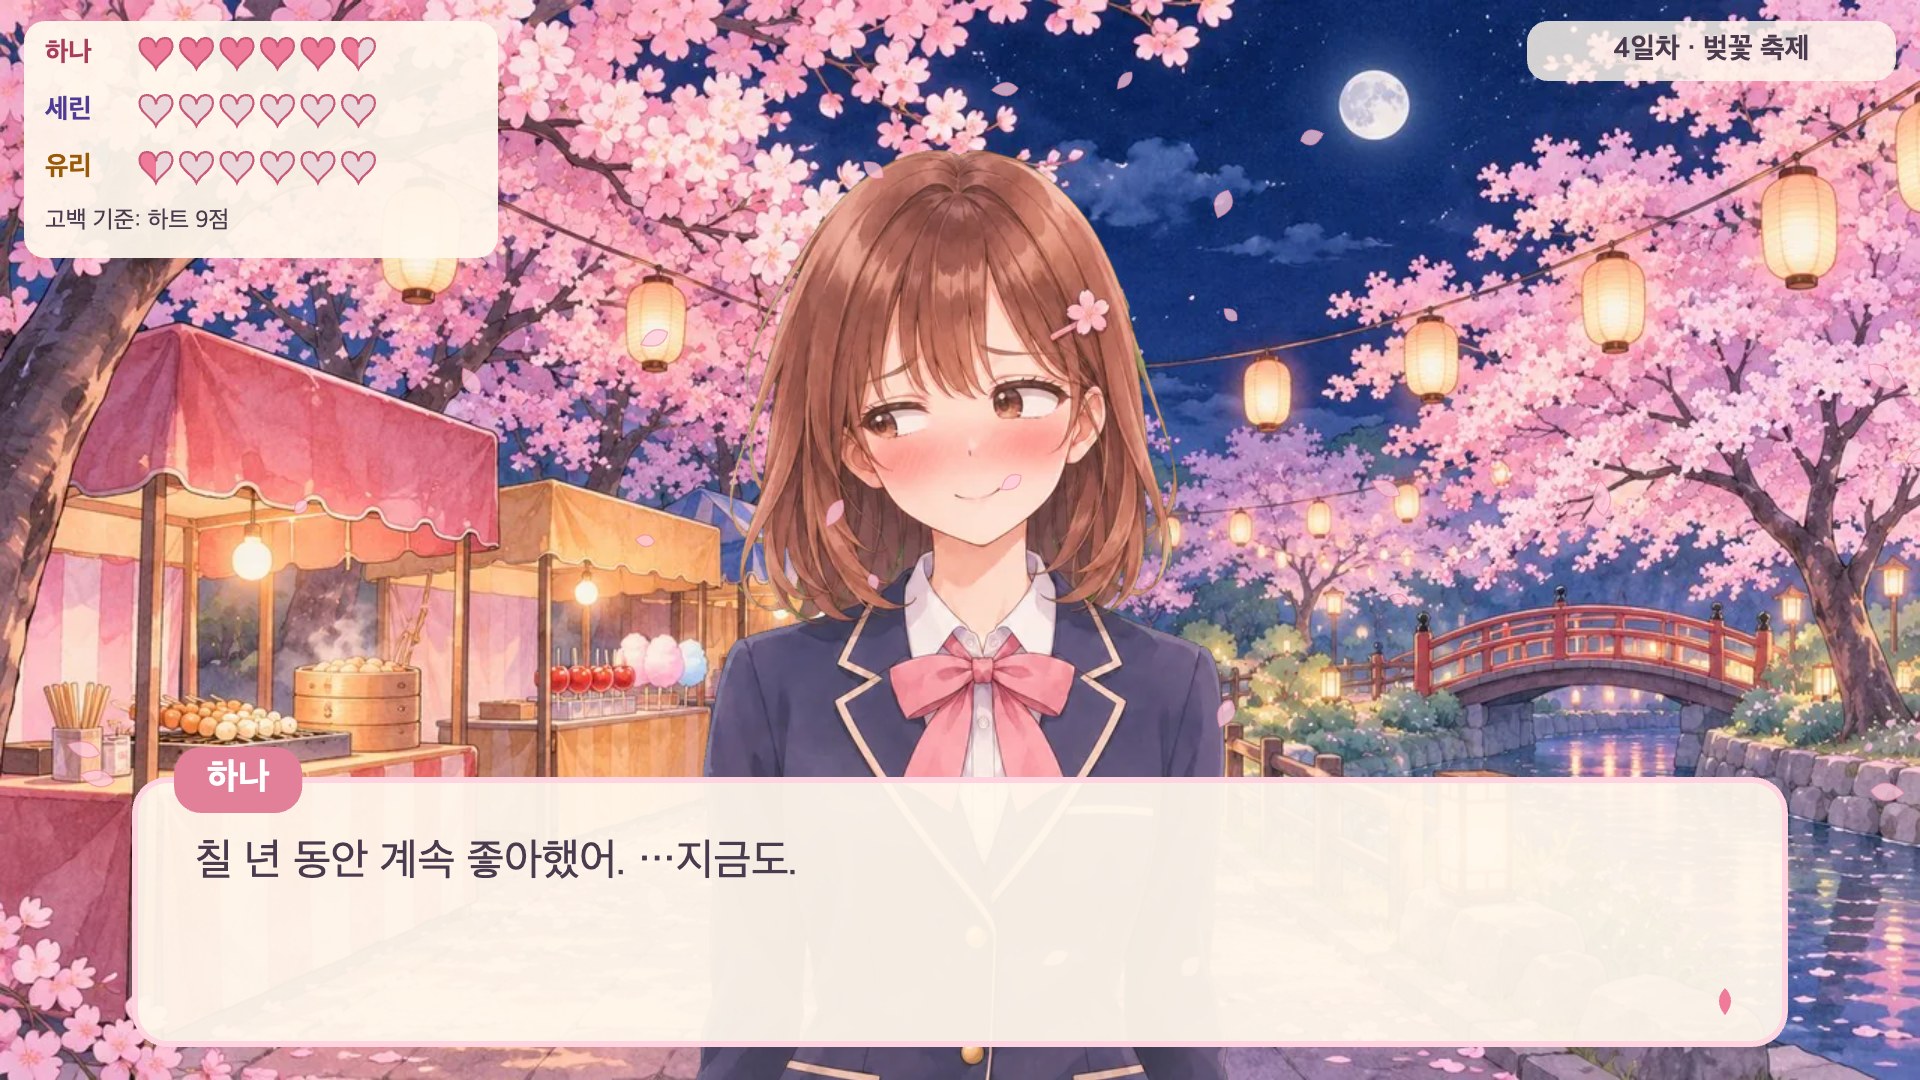 하나
세린
유리
고백 기준: 하트 9점
4일차 · 벚꽃 축제
하나
칠 년 동안 계속 좋아했어. …지금도.